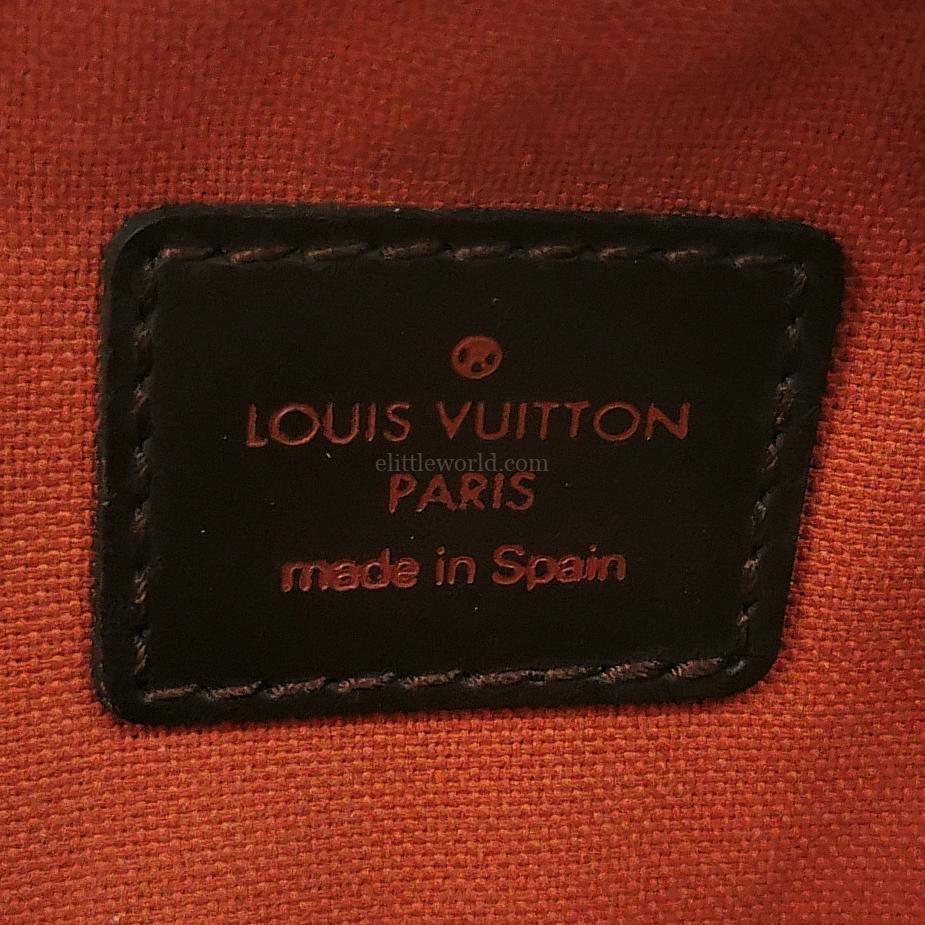 LOUIS VUITTON
elittleworld.com
PARIS
made in Spain